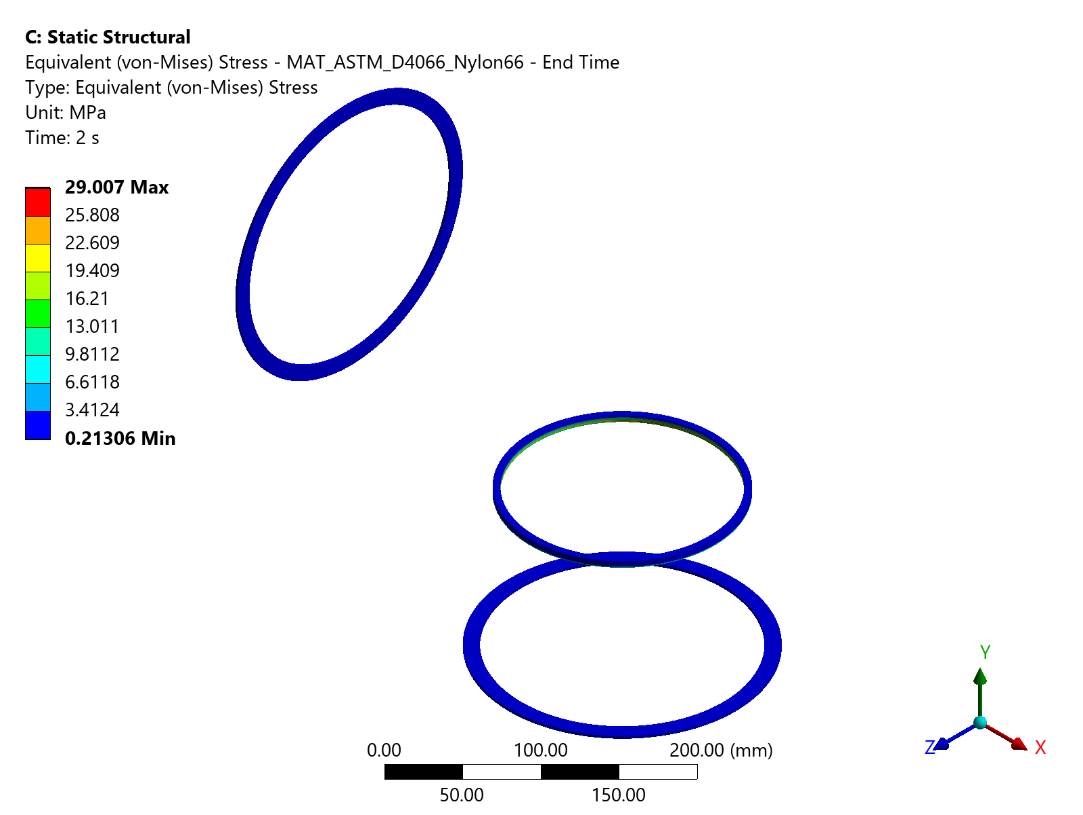 C: Static Structural
Equivalent (von-Mises) Stress - MAT_ASTM_D4066_Nylon66 - End Time
Type: Equivalent (von-Mises) Stress
Unit: MPa
Time: 2 s
29.007 Max
25.808
22.609
19.409
16.21
13.011
9.8112
6.6118
3.4124
0.21306 Min
Y
Z
X
0.00 100.00 200.00 (mm)
50.00 150.00